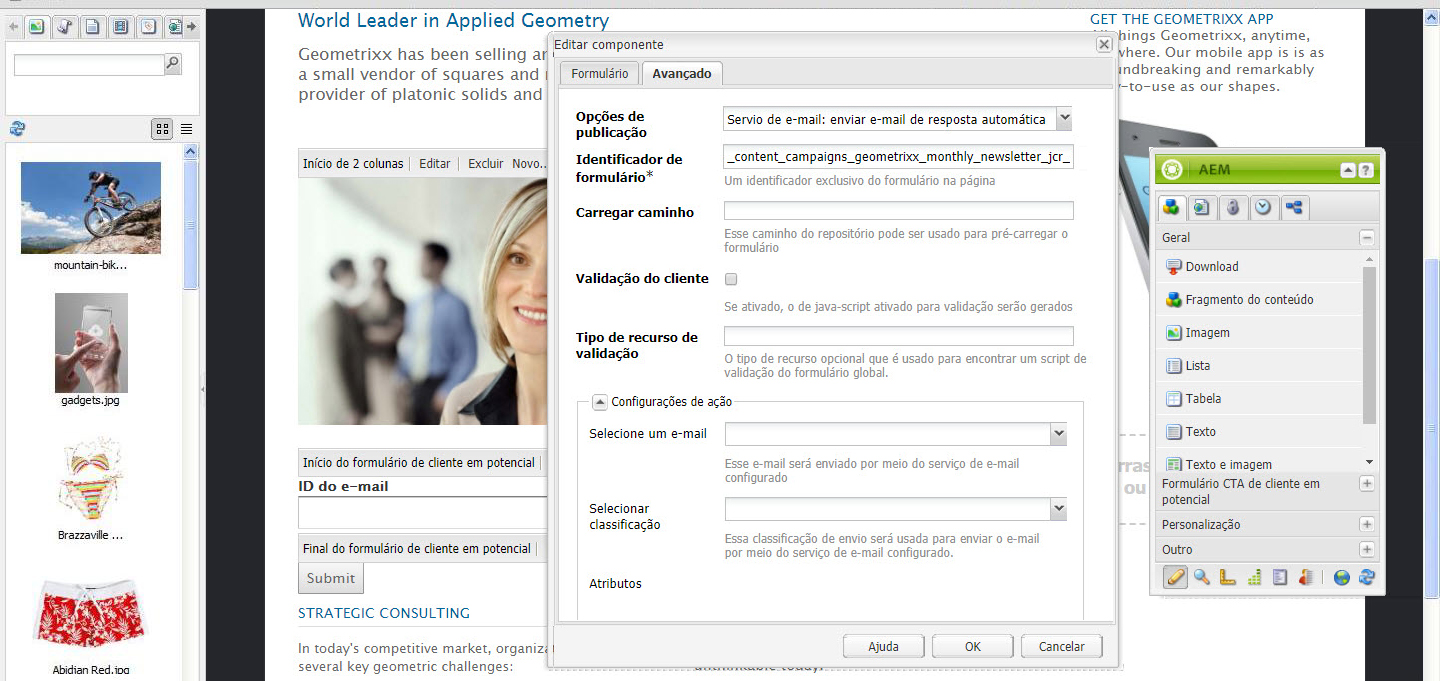 World Leader in Applied Geometry
Geometrixx has been selling
a small vendor of squares and
provider of platonic solids and
GET THE GEOMETRIXX APP
things Geometrixx, anytime,
where. Our mobile app is is as
undbreaking and remarkably
y-to-use as our shapes.
mountain-bik...
gadgets.jpg
Brazzaville ...
Abidian Red.jpg
Início de 2 colunas
Editar
Excluir
Novo..
Início do formulário de cliente em potencial
ID do e-mail
Final do formulário de cliente em potencial
Submit
STRATEGIC CONSULTING
In today's competitive market, organiza
several key geometric challenges:
unthinkable today.
Editar componente
Formulário
Avançado
Opções de
publicação
Servio de e-mail: enviar e-mail de resposta automática
Identificador de
formulário*
_content_campaigns_geometrixx_monthly_newsletter_jcr_
Um identificador exclusivo do formulário na página
Carregar caminho
Esse caminho do repositório pode ser usado para pré-carregar o
formulário
Validação do cliente
Se ativado, o de java-script ativado para validação serão gerados
Tipo de recurso de
validação
O tipo de recurso opcional que é usado para encontrar um script de
validação do formulário global.
Configurações de ação
Selecione um e-mail
Esse e-mail será enviado por meio do serviço de e-mail
configurado
Selecionar
classificação
Essa classificação de envio será usada para enviar o e-mail
por meio do serviço de e-mail configurado.
Atributos
Ajuda
OK
Cancelar
rras
ou
AEM
?
Geral
Download
Fragmento do conteúdo
Imagem
Lista
Tabela
Texto
Texto e imagem
Formulário CTA de cliente em
potencial
Personalização
Outro